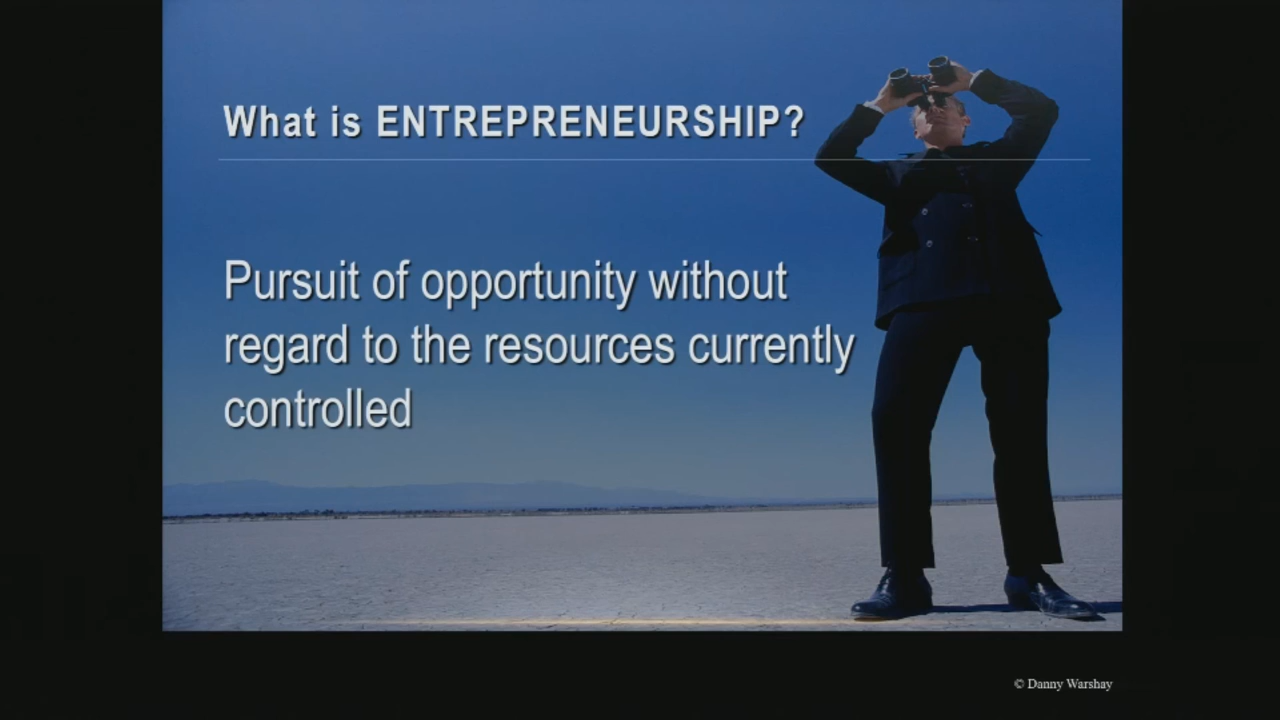 What is ENTREPRENEURSHIP?
Pursuit of opportunity without
regard to the resources currently
controlled
© Danny Warshay